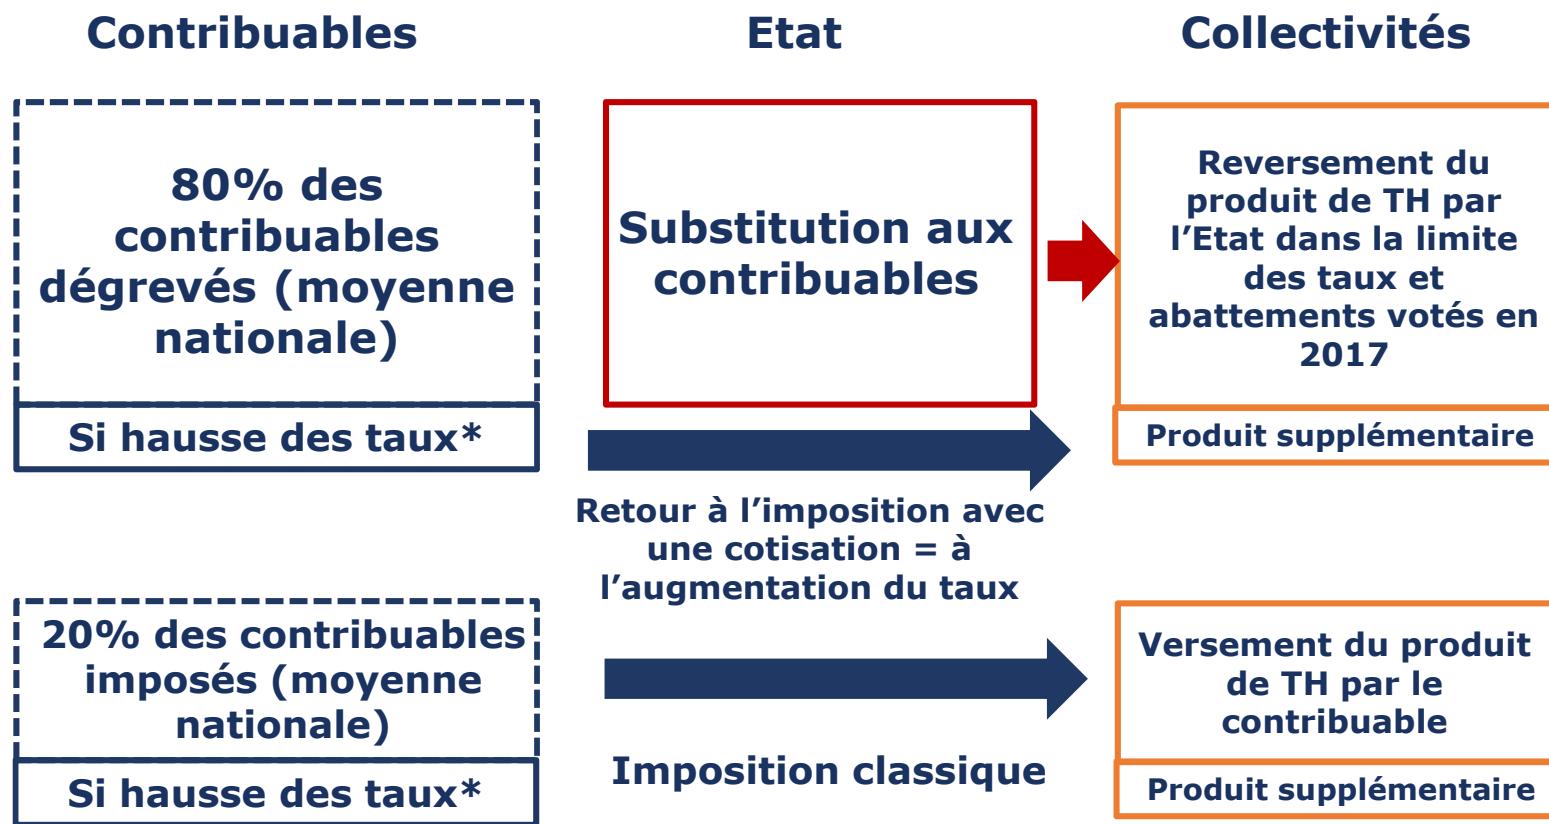 Contribuables
Etat
Collectivités
80% des
contribuables
dégrevés (moyenne
nationale)
Si hausse des taux*
Substitution aux
contribuables
Reversement du
produit de TH par
l’Etat dans la limite
des taux et
abattements votés en
2017
Produit supplémentaire
Retour à l’imposition avec
une cotisation = à
l’augmentation du taux
20% des contribuables
imposés (moyenne
nationale)
Si hausse des taux*
Imposition classique
Versement du produit
de TH par le
contribuable
Produit supplémentaire